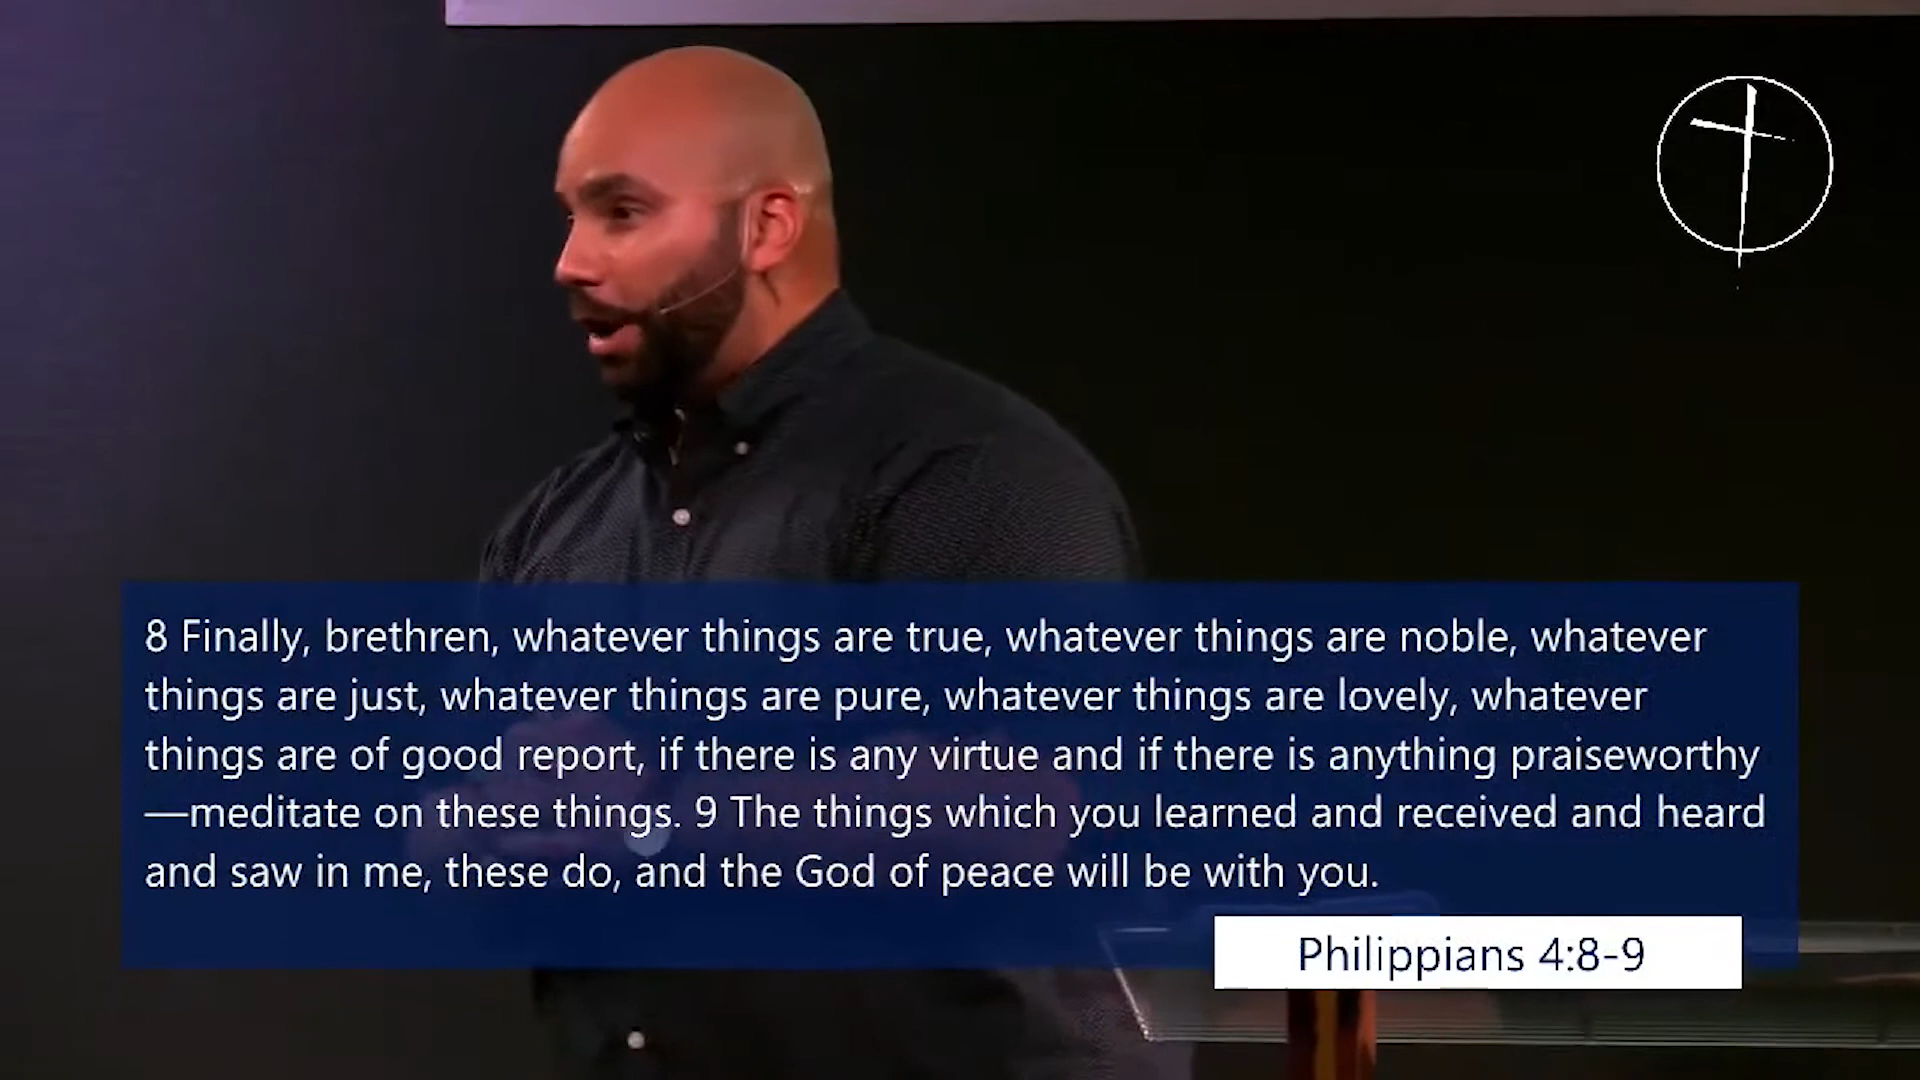 8 Finally, brethren, whatever things are true, whatever things are noble, whatever
things are just, whatever things are pure, whatever things are lovely, whatever
things are of good report, if there is any virtue and if there is anything praiseworthy
—meditate on these things. 9 The things which you learned and received and heard
and saw in me, these do, and the God of peace will be with you.
Philippians 4:8-9